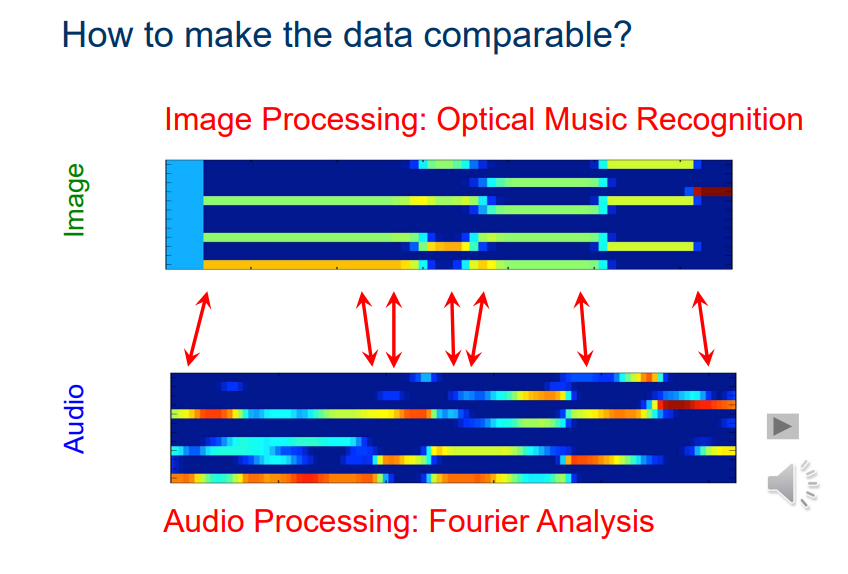 How to make the data comparable?
Image Processing: Optical Music Recognition
Image
Audio
Audio Processing: Fourier Analysis